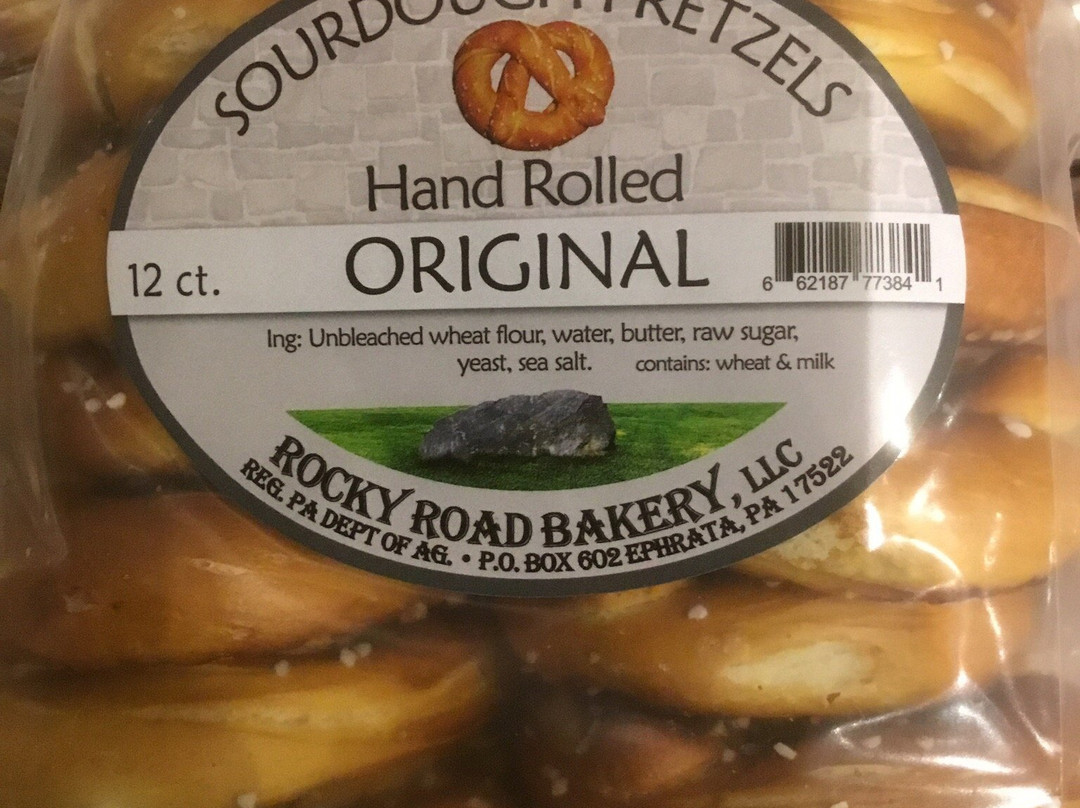 SOURDOUGH PRETZELS
Hand Rolled
12 ct.
ORIGINAL
6 62187 77384 1
Ing: Unbleached wheat flour, water, butter, raw sugar,
yeast, sea salt. contains: wheat & milk
ROCKY ROAD BAKERY, LLC
REG. PA DEPT OF AG. • P.O. BOX 602 EPHRATA, PA 17522